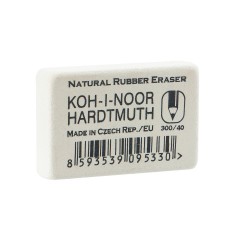 NATURAL RUBBER ERASER
KOH-I-NOOR
HARDTMUTH
MADE IN CZECH REP./EU
300/40
8 593539 095330 >